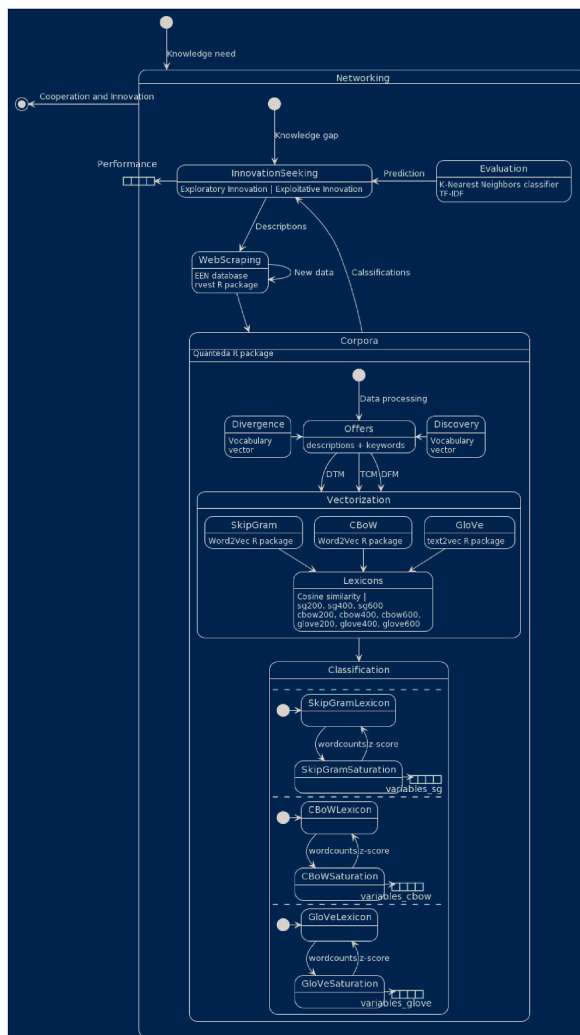 Knowledge need
Networking
Cooperation and Innovation
Knowledge gap
Performance
InnovationSeeking
Exploratory Innovation | Exploitative Innovation
Prediction
Evaluation
K-Nearest Neighbors classifier
TF-IDF
Descriptions
WebScraping
EEN database
rvest R package
New data
Calssifications
Corpora
Quanteda R package
Data processing
Divergence
Vocabulary
vector
Offers
descriptions + keywords
Discovery
Vocabulary
vector
DTM
TCM
DFM
Vectorization
SkipGram
Word2Vec R package
CBoW
Word2Vec R package
GloVe
text2vec R package
Lexicons
Cosine similarity |
sg200, sg400, sg600
cbow200, cbow400, cbow600,
glove200, glove400, glove600
Classification
SkipGramLexicon
wordcounts
z-score
SkipGramSaturation
variables_sg
CBoWLexicon
wordcounts
z-score
CBoWSaturation
variables_cbow
GloVeLexicon
wordcounts
z-score
GloVeSaturation
variables_glove